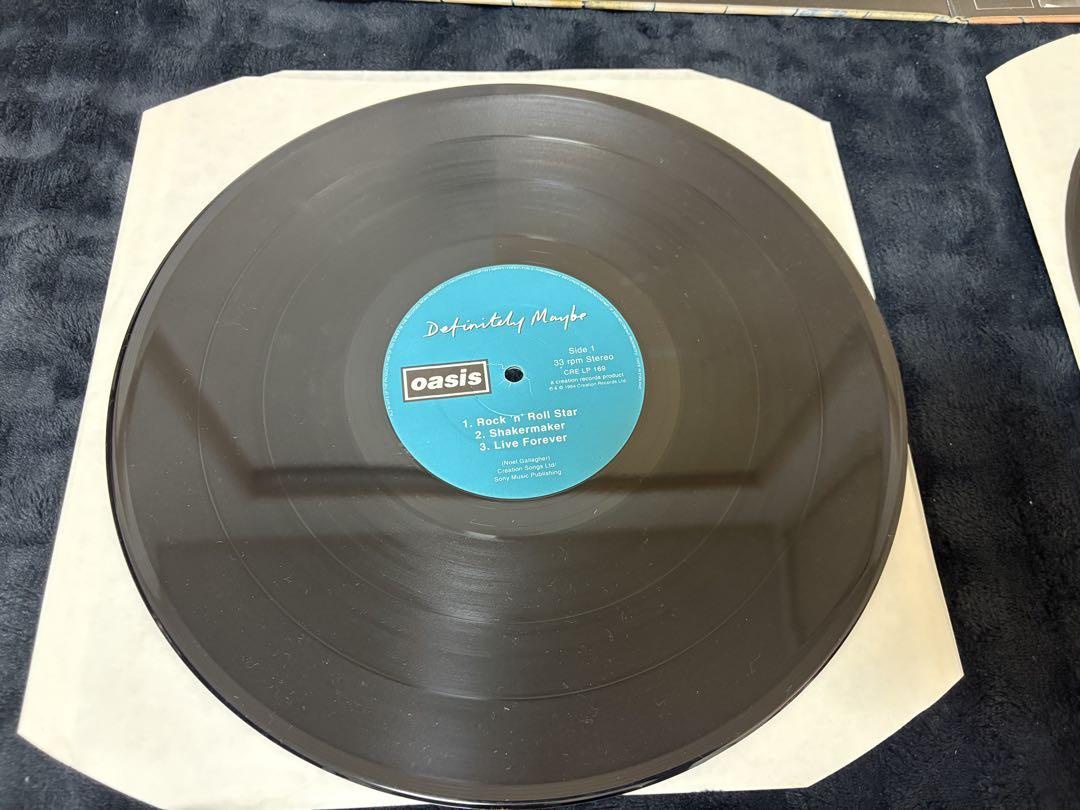 Definitely Maybe
Side 1
33 rpm Stereo
CRE LP 169
a creation records product
℗ & © 1994 Creation Records Ltd
oasis
1. Rock 'n' Roll Star
2. Shakermaker
3. Live Forever
(Noel Gallagher)
Creation Songs Ltd/
Sony Music Publishing